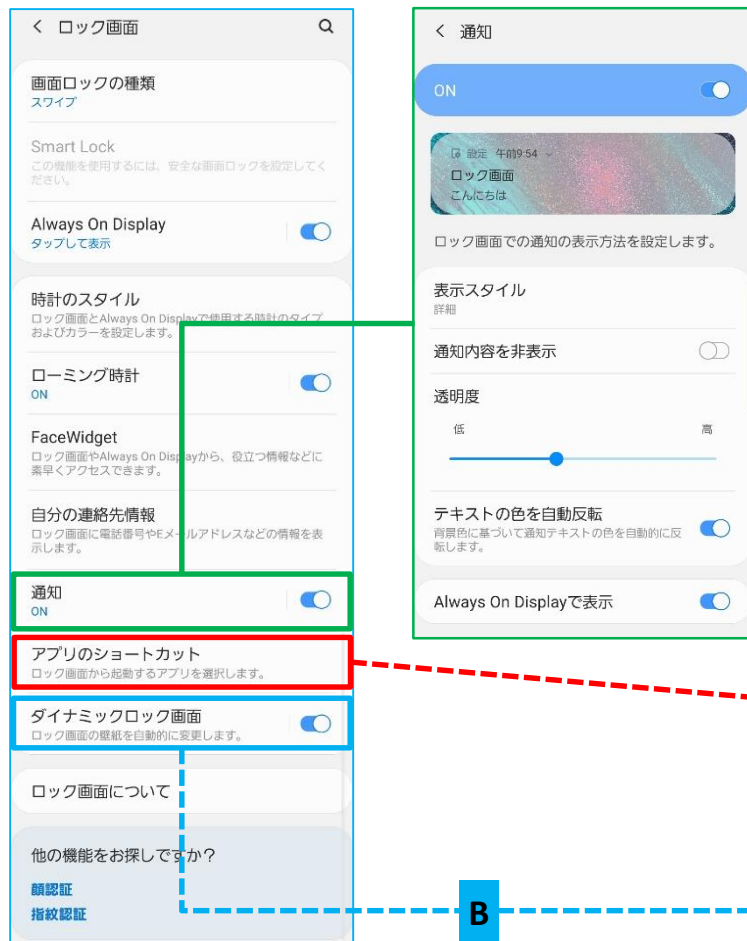 ロック画面
画面ロックの種類
スワイプ
Smart Lock
この機能を使用するには、安全な画面ロックを設定してく
ださい。
Always On Display
タップして表示
時計のスタイル
ロック画面とAlways On Displayで使用する時計のタイプ
およびカラーを設定します。
ローミング時計
ON
FaceWidget
ロック画面やAlways On Displayから、役立つ情報などに
素早くアクセスできます。
自分の連絡先情報
ロック画面に電話番号やEメールアドレスなどの情報を表
示します。
通知
ON
アプリのショートカット
ロック画面から起動するアプリを選択します。
ダイナミックロック画面
ロック画面の壁紙を自動的に変更します。
ロック画面について
他の機能をお探しですか？
顔認証
指紋認証
通知
ON
設定 午前9:54
ロック画面
こんにちは
ロック画面での通知の表示方法を設定します。
表示スタイル
詳細
通知内容を非表示
透明度
低 高
テキストの色を自動反転
背景色に基づいて通知テキストの色を自動的に反
転します。
Always On Displayで表示
B